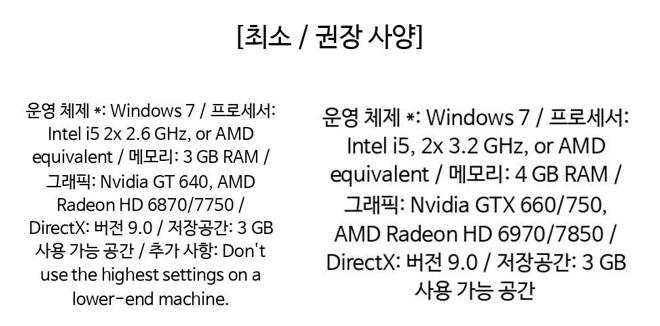 [최소 / 권장 사양]
운영 체제 *: Windows 7 / 프로세서:
Intel i5 2x 2.6 GHz, or AMD
equivalent / 메모리: 3 GB RAM /
그래픽: Nvidia GT 640, AMD
Radeon HD 6870/7750 /
DirectX: 버전 9.0 / 저장공간: 3 GB
사용 가능 공간 / 추가 사항: Don't
use the highest settings on a
lower-end machine.
운영 체제 *: Windows 7 / 프로세서:
Intel i5, 2x 3.2 GHz, or AMD
equivalent / 메모리: 4 GB RAM /
그래픽: Nvidia GTX 660/750,
AMD Radeon HD 6970/7850 /
DirectX: 버전 9.0 / 저장공간: 3 GB
사용 가능 공간